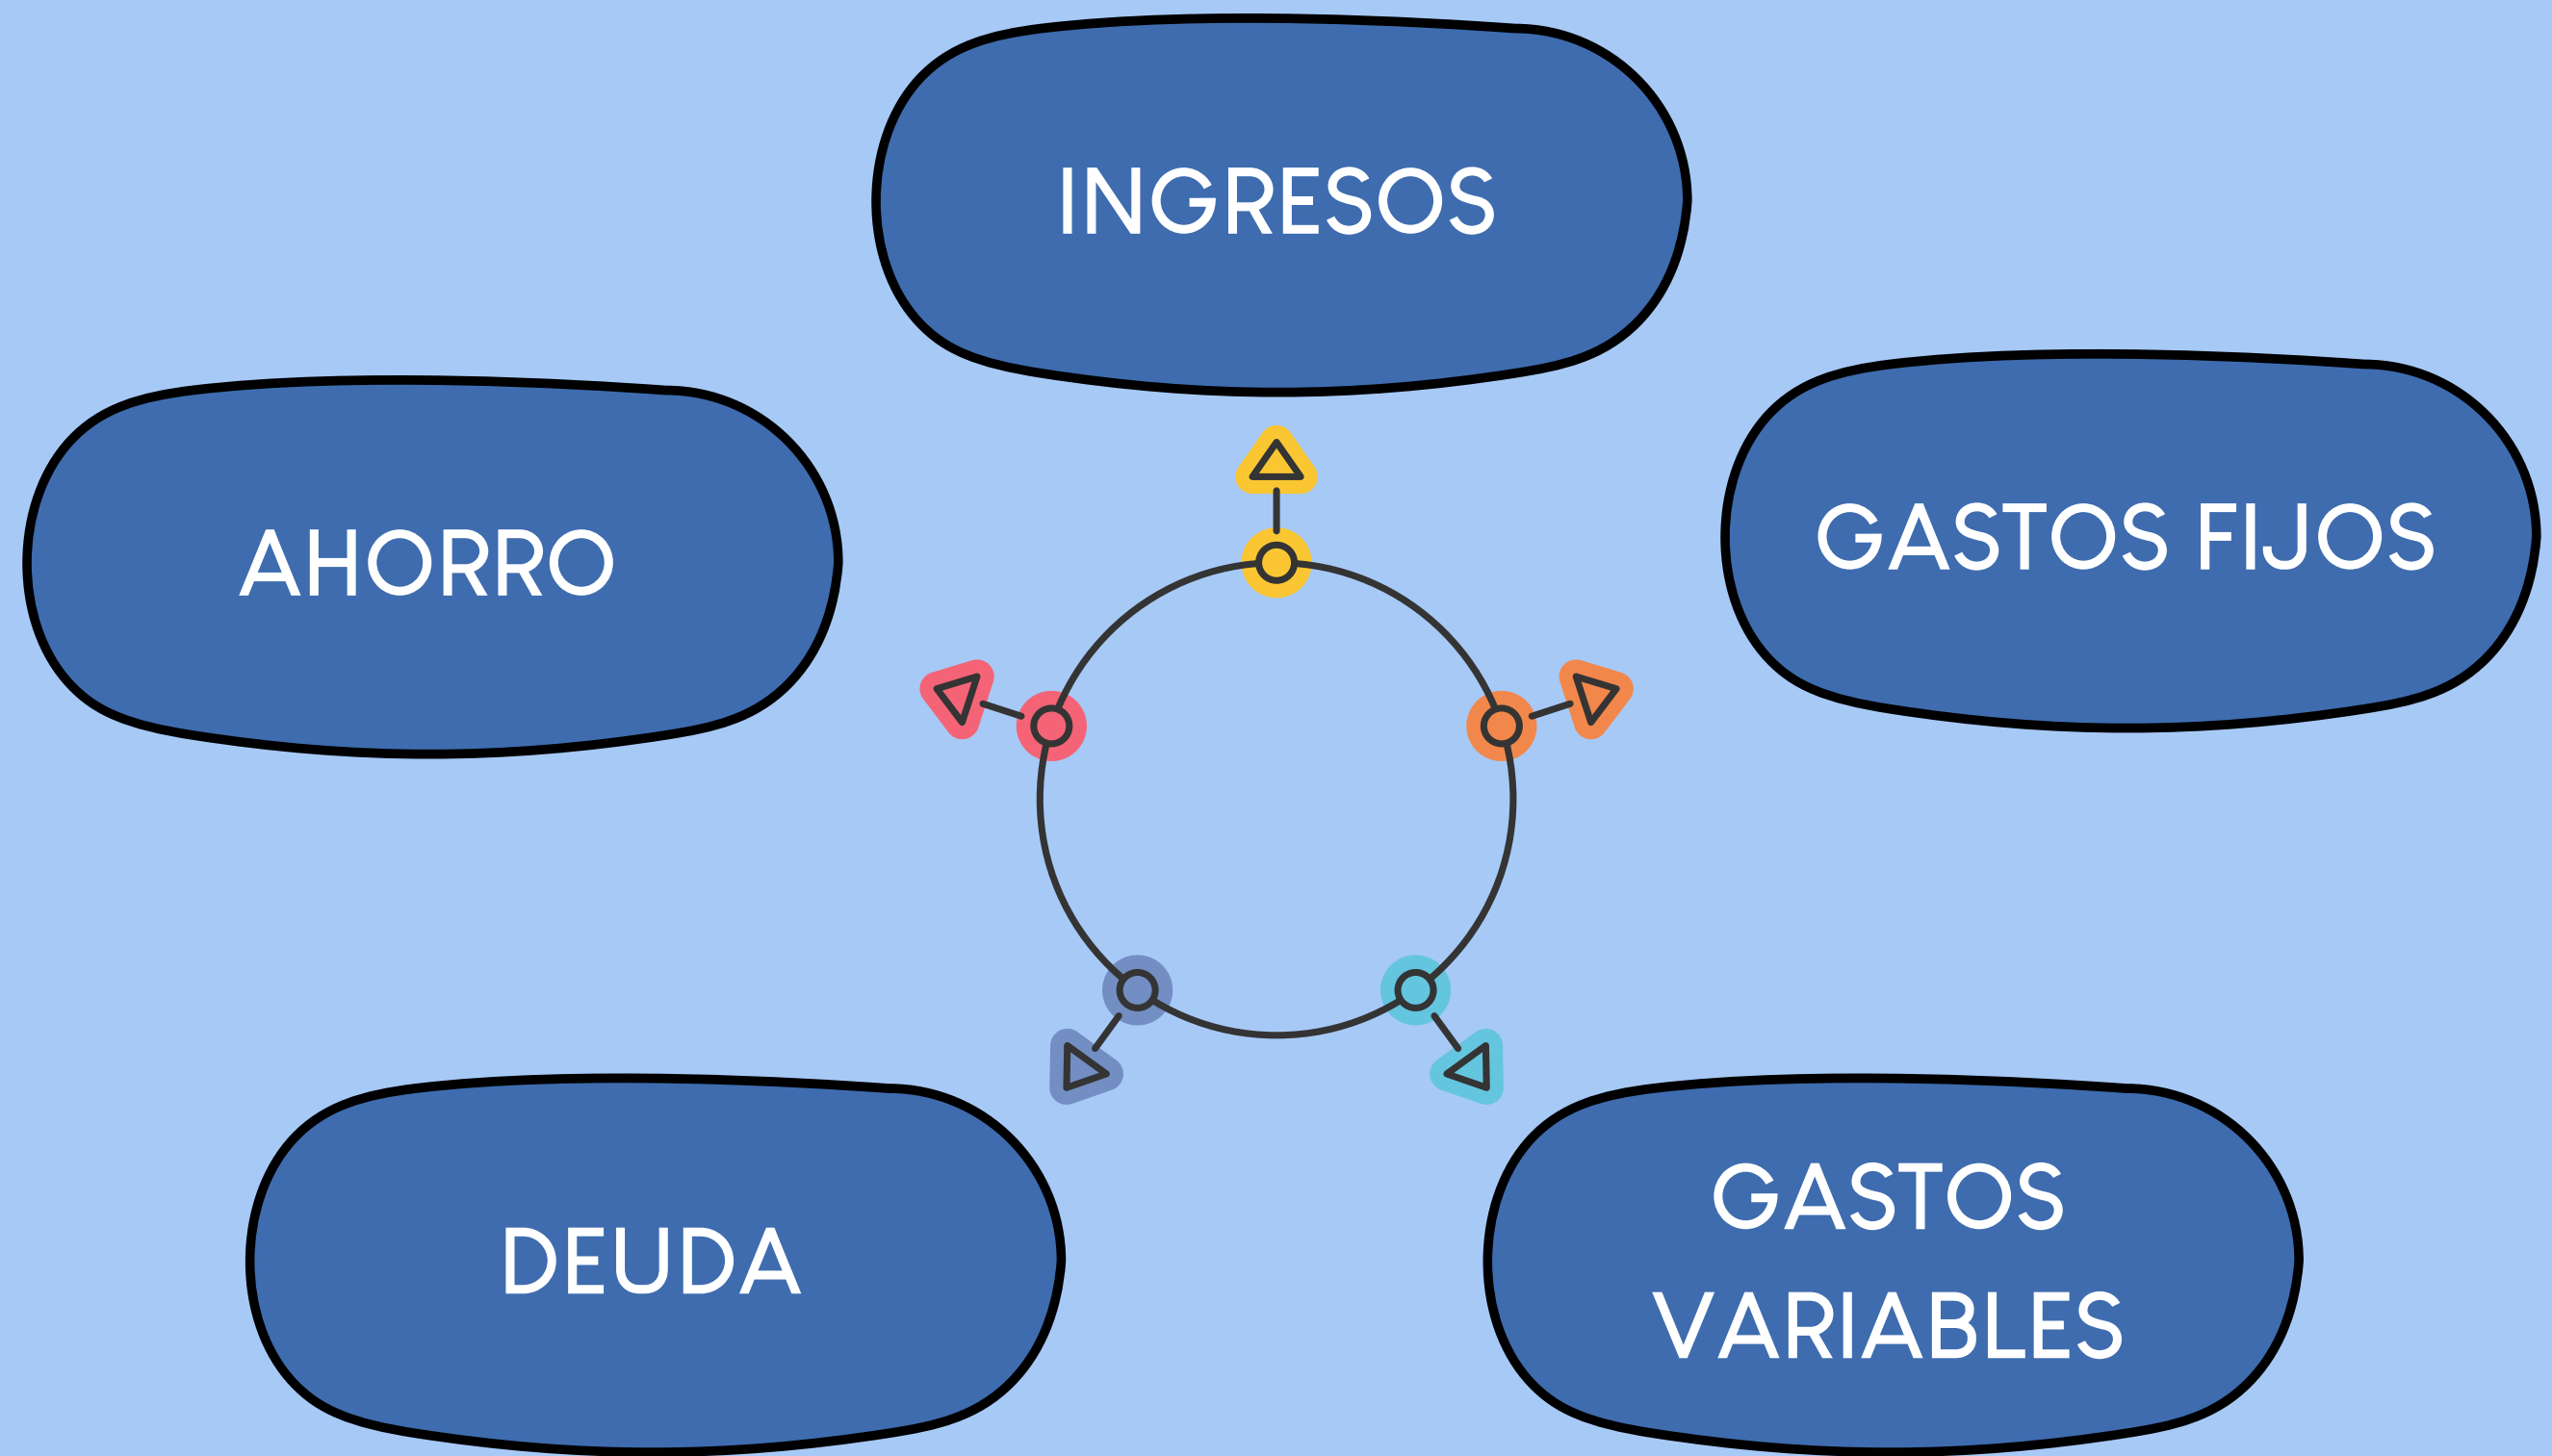 INGRESOS
AHORRO
GASTOS FIJOS
DEUDA
GASTOS
VARIABLES